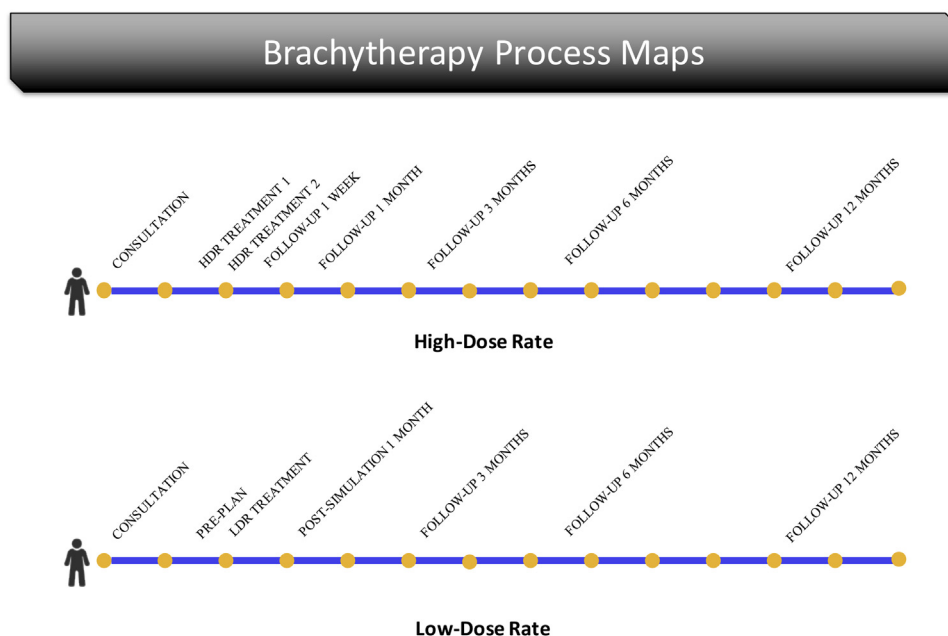 Brachytherapy Process Maps
CONSULTATION
HDR TREATMENT 1
HDR TREATMENT 2
FOLLOW-UP 1 WEEK
FOLLOW-UP 1 MONTH
FOLLOW-UP 3 MONTHS
FOLLOW-UP 6 MONTHS
FOLLOW-UP 12 MONTHS
High-Dose Rate
CONSULTATION
PRE-PLAN
LDR TREATMENT
POST-SIMULATION 1 MONTH
FOLLOW-UP 3 MONTHS
FOLLOW-UP 6 MONTHS
FOLLOW-UP 12 MONTHS
Low-Dose Rate